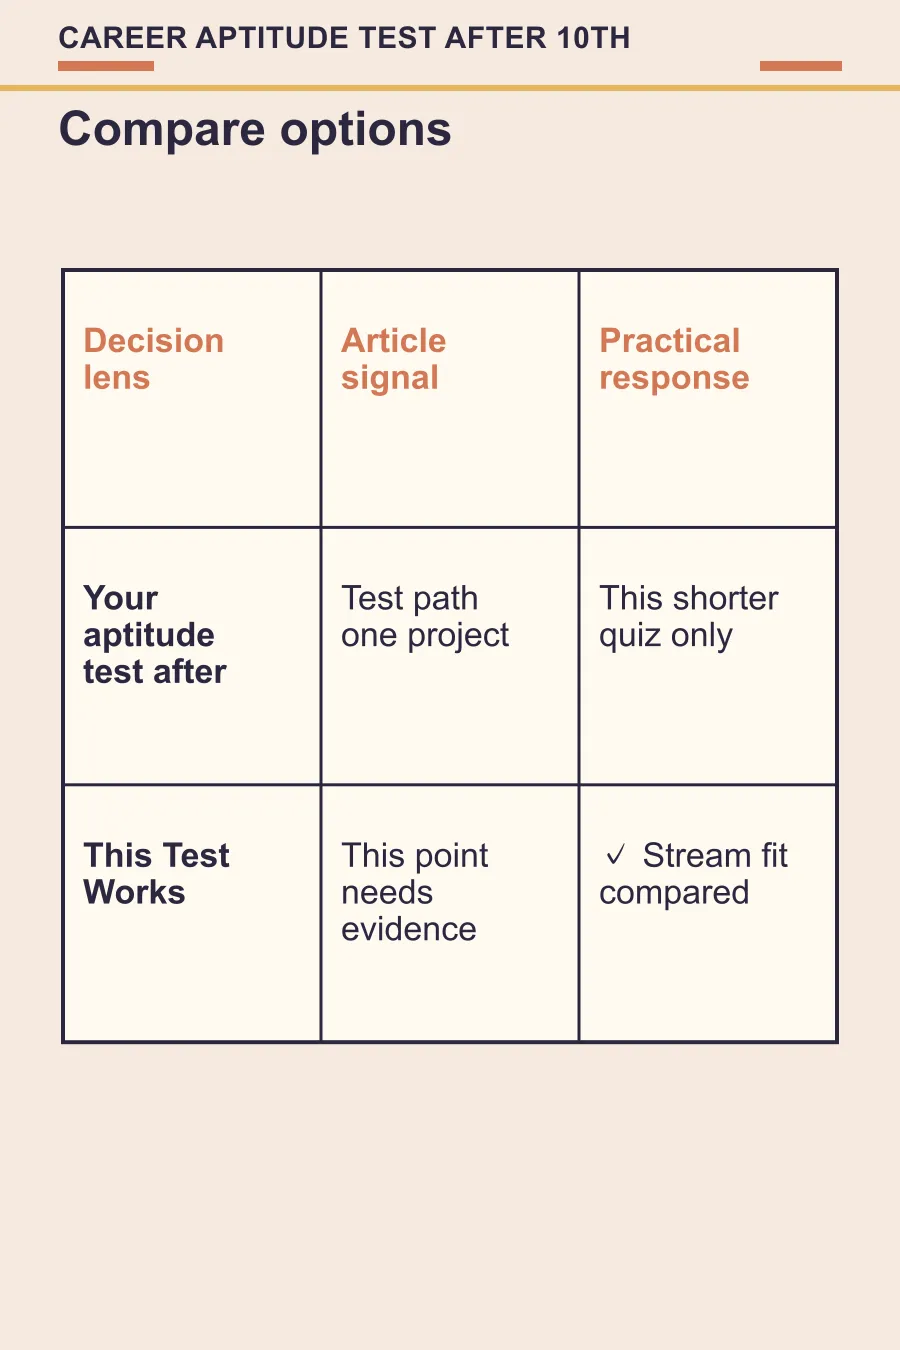 CAREER APTITUDE TEST AFTER 10TH
Compare options
Decision
lens
Article
signal
Practical
response
Your
aptitude
test after
Test path
one project
This shorter
quiz only
This Test
Works
This point
needs
evidence
✓ Stream fit
compared